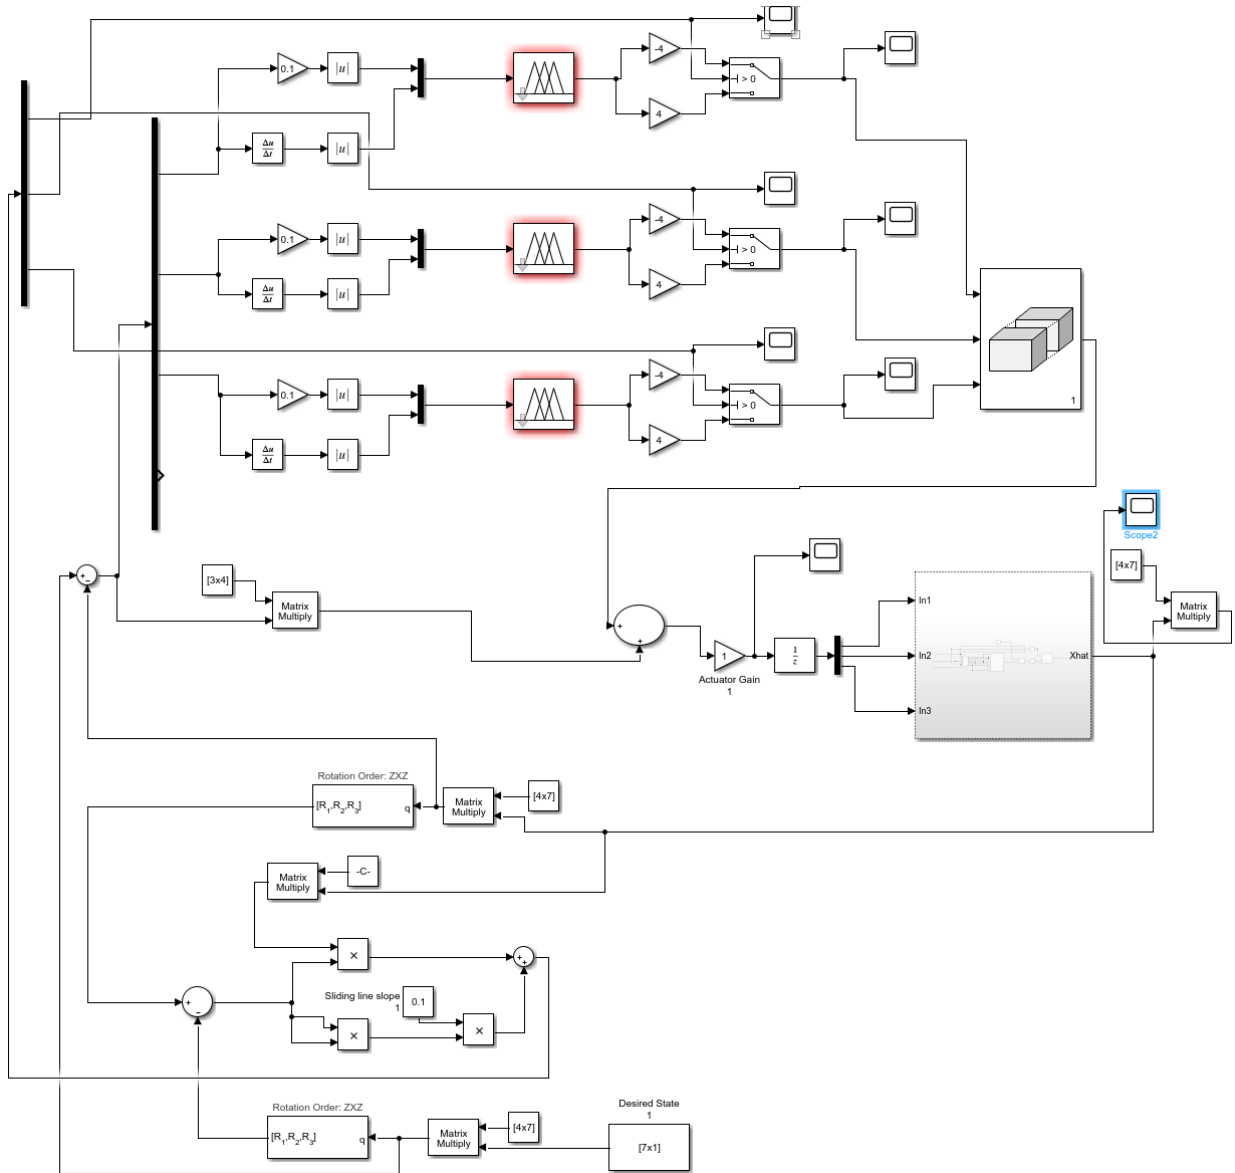 -4
0.1
|u|
> 0
4
Δu
Δt
|u|
-4
0.1
|u|
> 0
Δu
Δt
|u|
4
1
-4
0.1
|u|
> 0
Δu
Δt
|u|
4
Scope2
[3x4]
[4x7]
Matrix
Multiply
Matrix
Multiply
+
−
+
+
In1
1
Actuator Gain
1
1
z
In2
Xhat
In3
Rotation Order: ZXZ
[R1,R2,R3]
q
Matrix
Multiply
[4x7]
Matrix
Multiply
-C-
×
+
+
Sliding line slope
1
0.1
+
−
×
×
Rotation Order: ZXZ
[R1,R2,R3]
q
Matrix
Multiply
[4x7]
Desired State
1
[7x1]